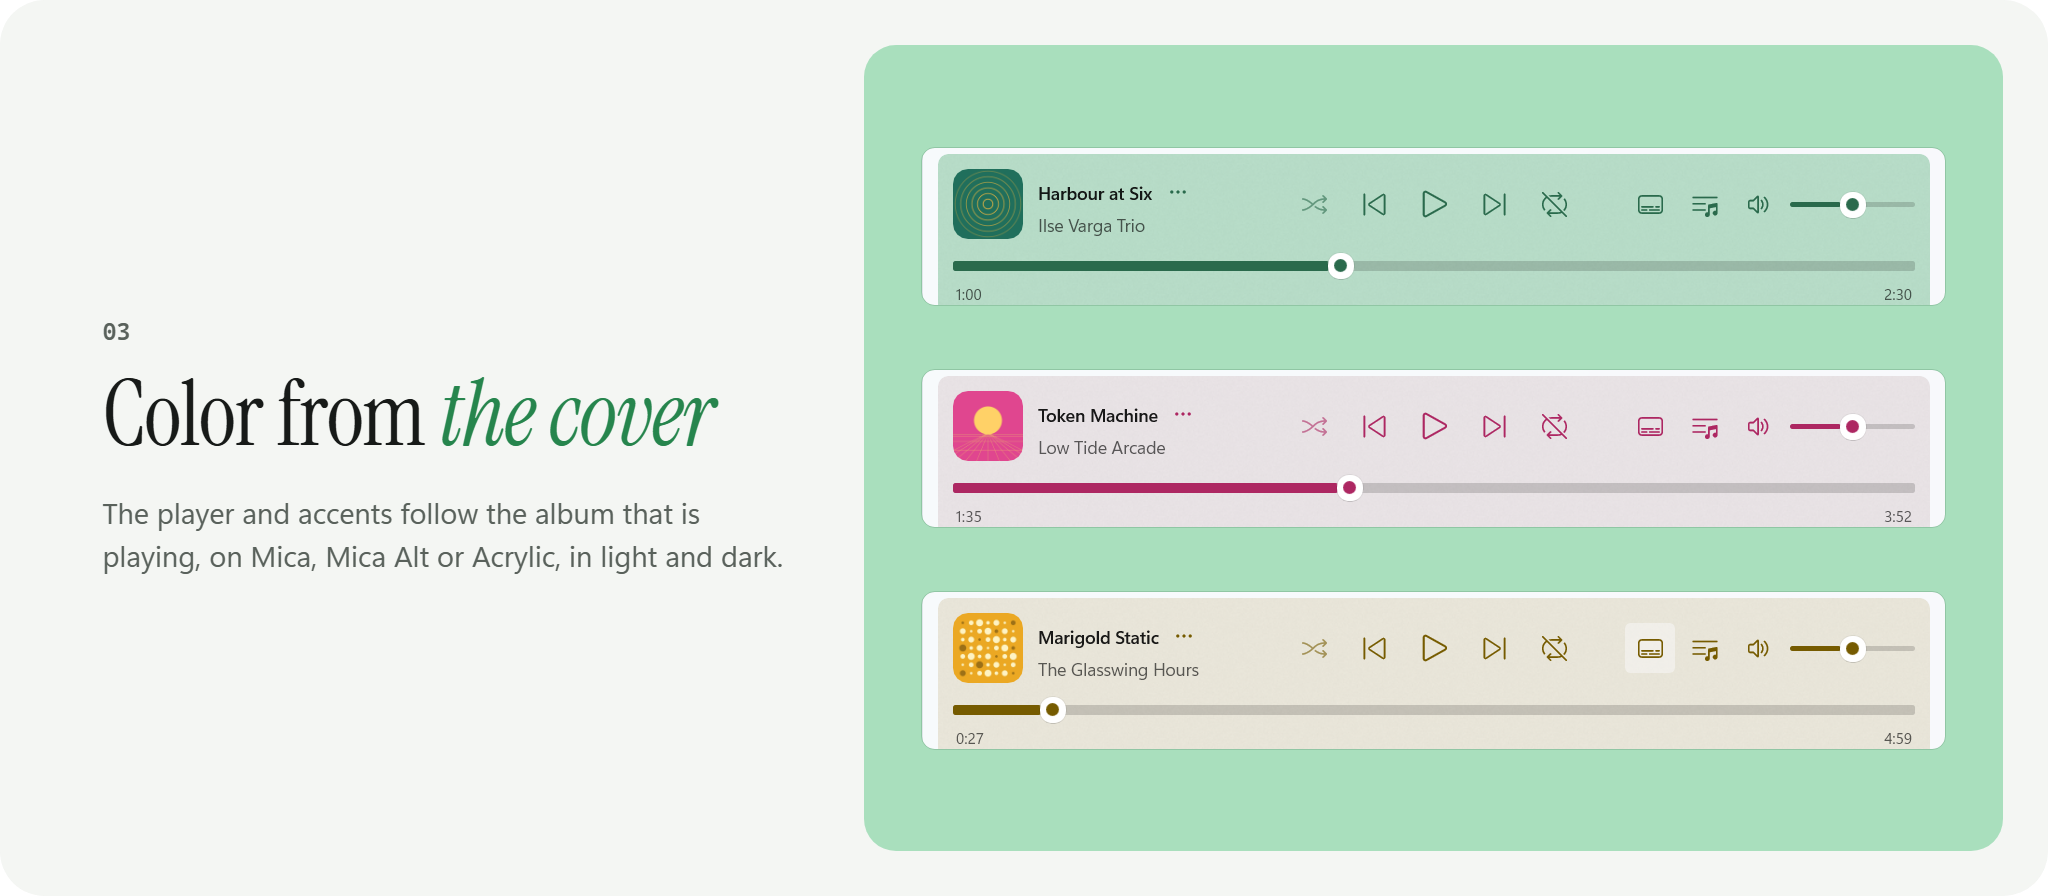 03
Color from the cover
The player and accents follow the album that is
playing, on Mica, Mica Alt or Acrylic, in light and dark.
Harbour at Six
Ilse Varga Trio
1:00
2:30
Token Machine
Low Tide Arcade
1:35
3:52
Marigold Static
The Glasswing Hours
0:27
4:59